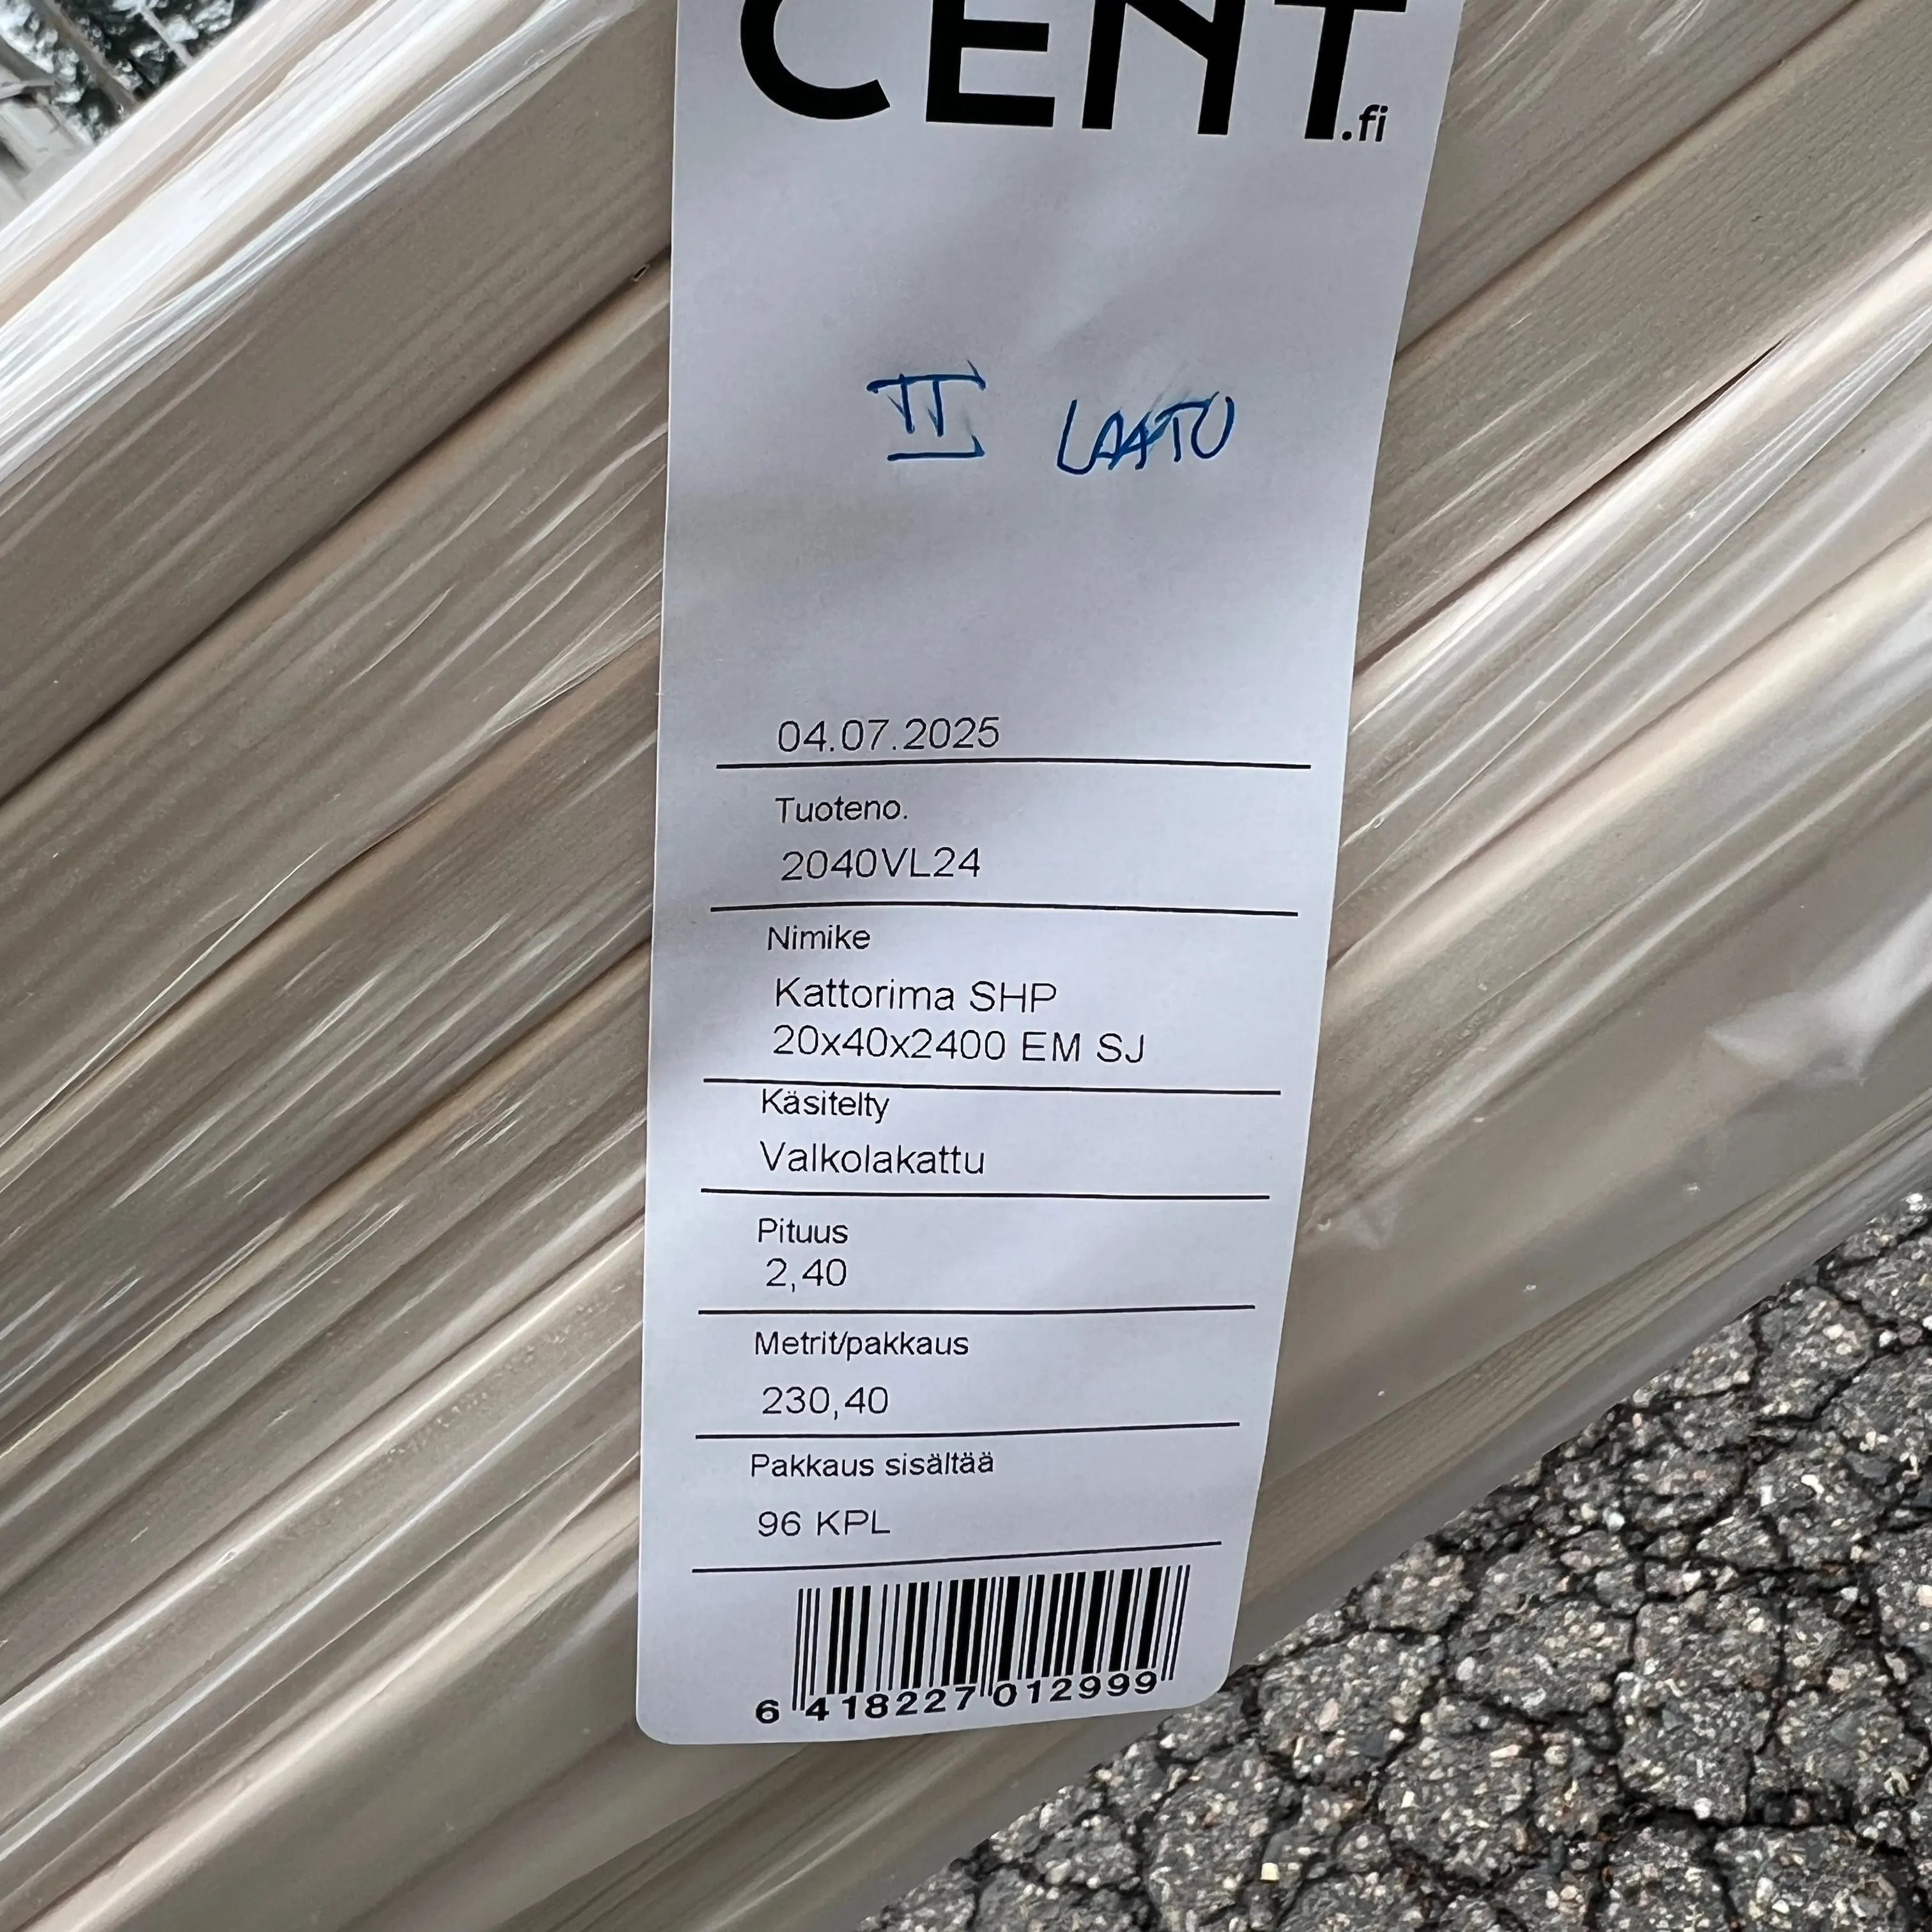 CENT
.fi
II LAATU
04.07.2025
Tuoteno.
2040VL24
Nimike
Kattorima SHP
20x40x2400 EM SJ
Käsitelty
Valkolakattu
Pituus
2,40
Metrit/pakkaus
230,40
Pakkaus sisältää
96 KPL
6 418227 012999